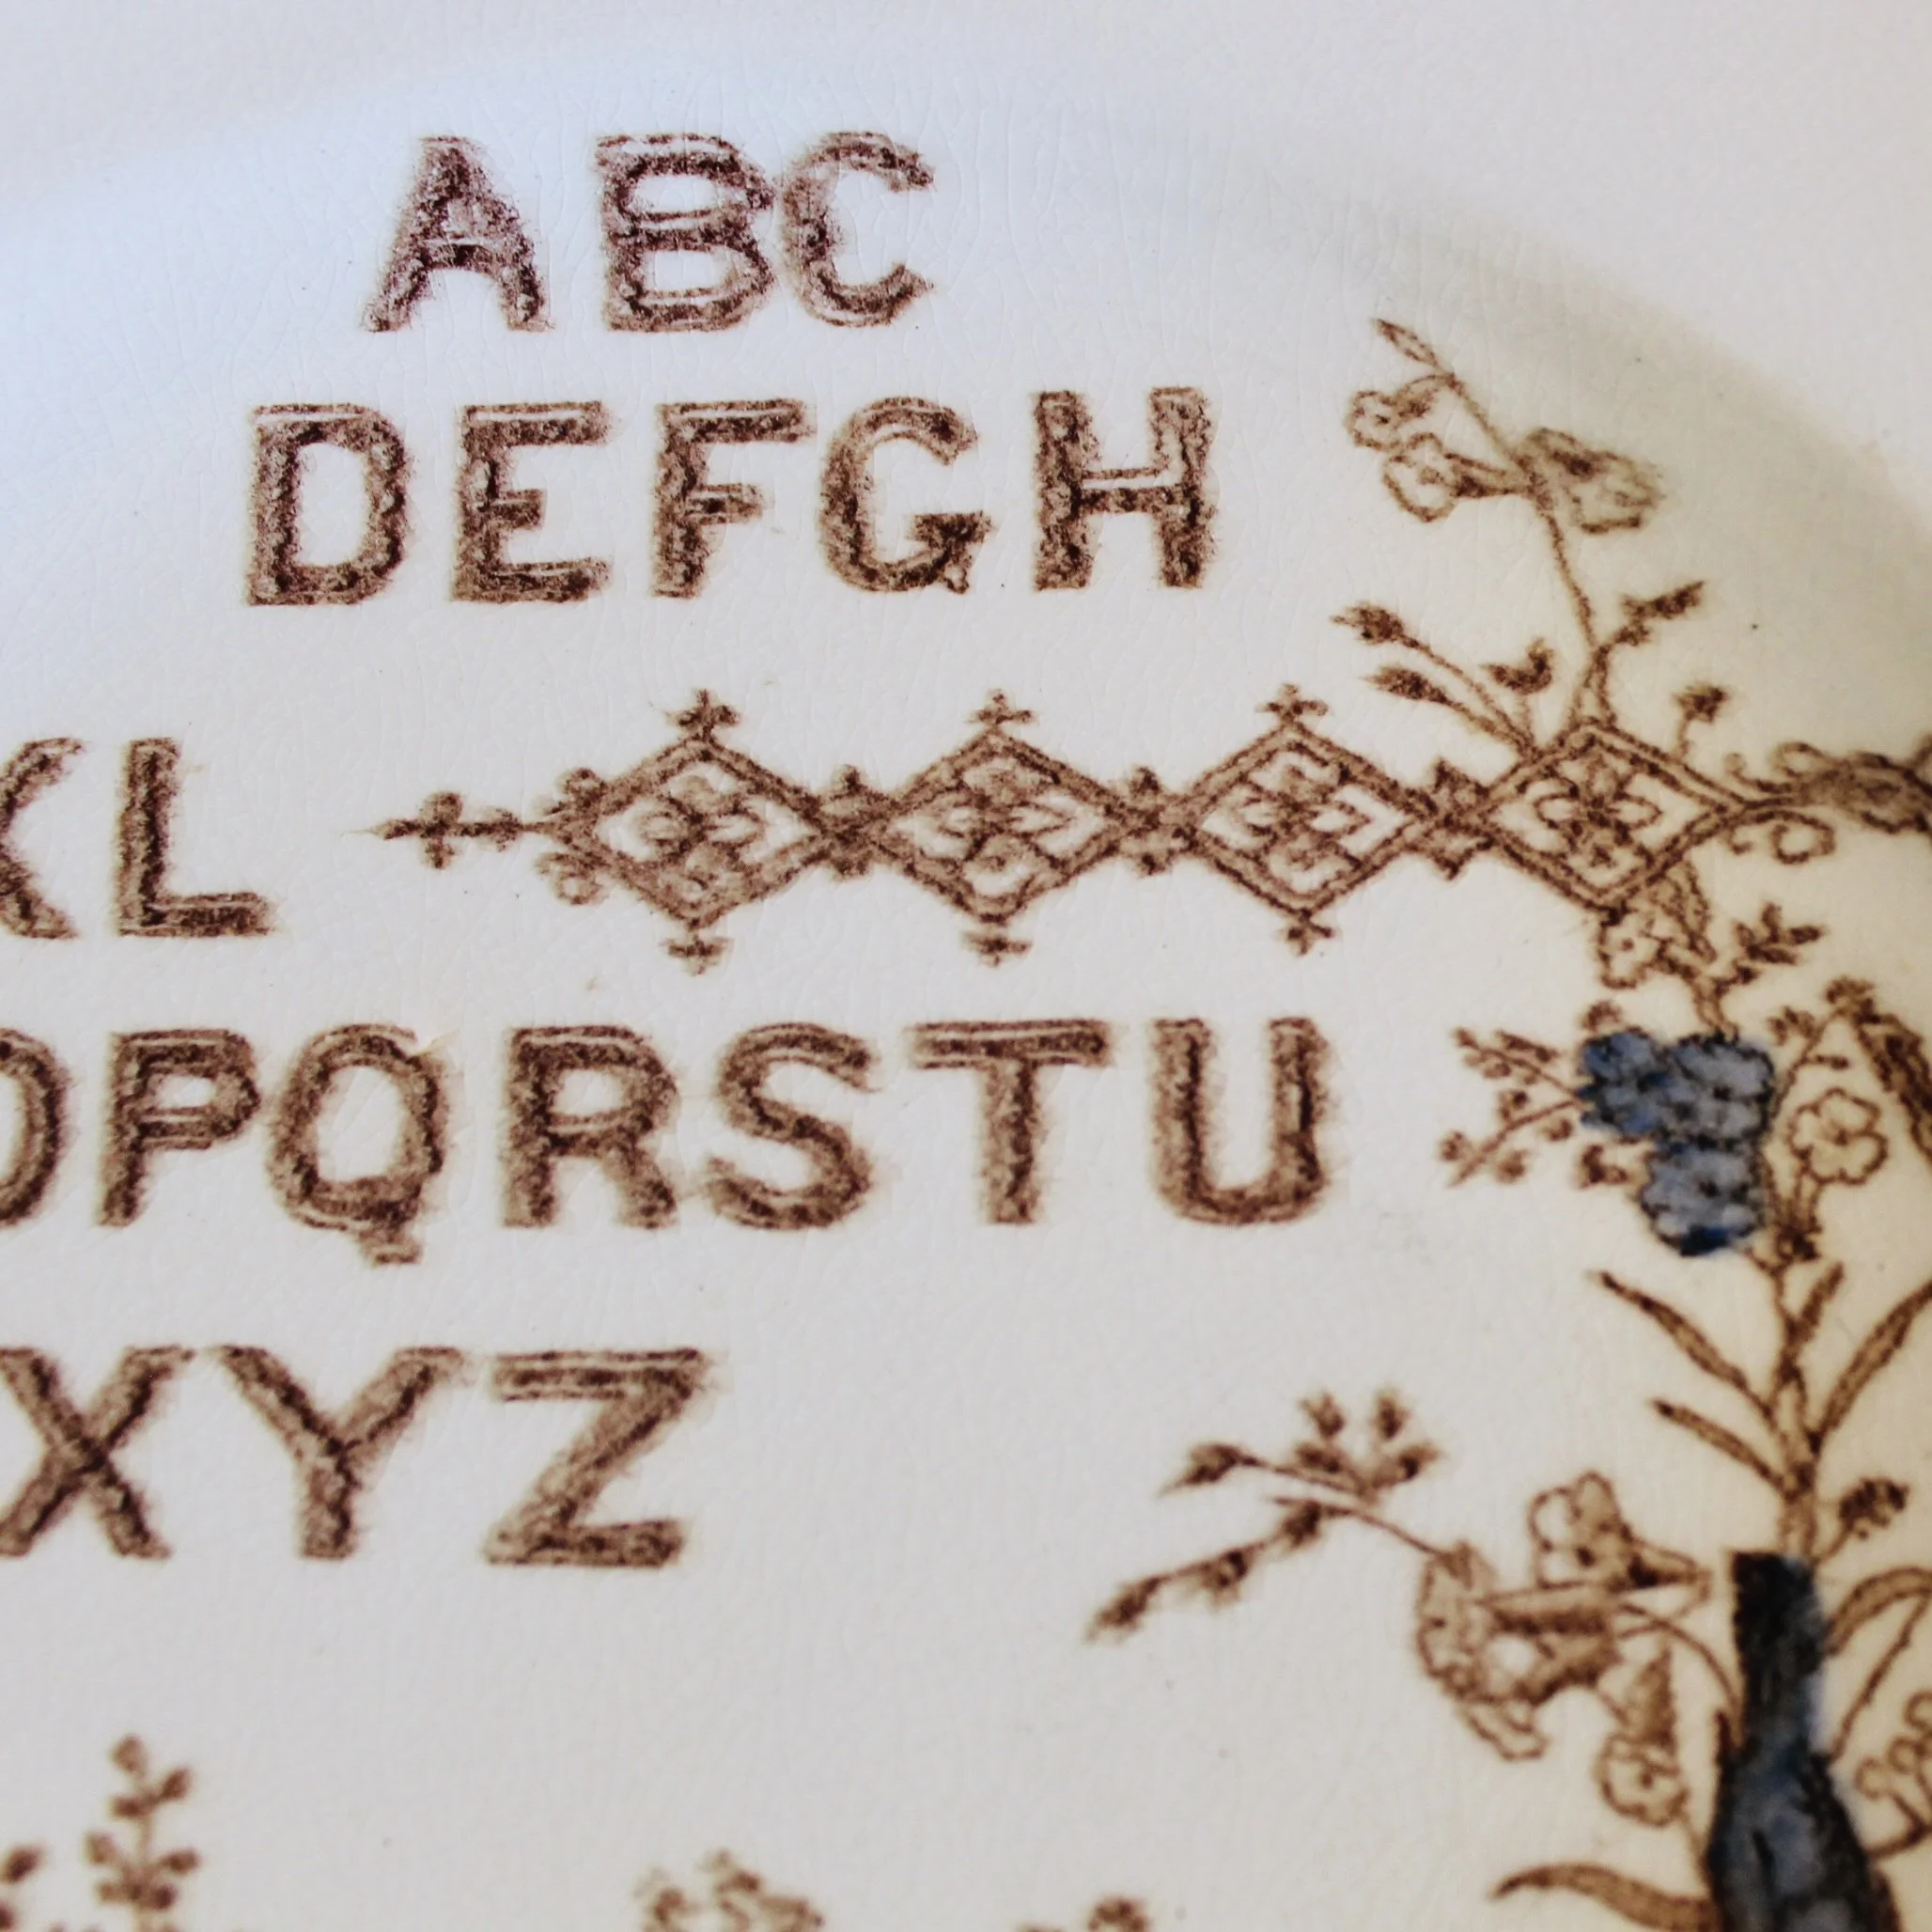 ABC
DEFGH
KL
OPQRSTU
XYZ